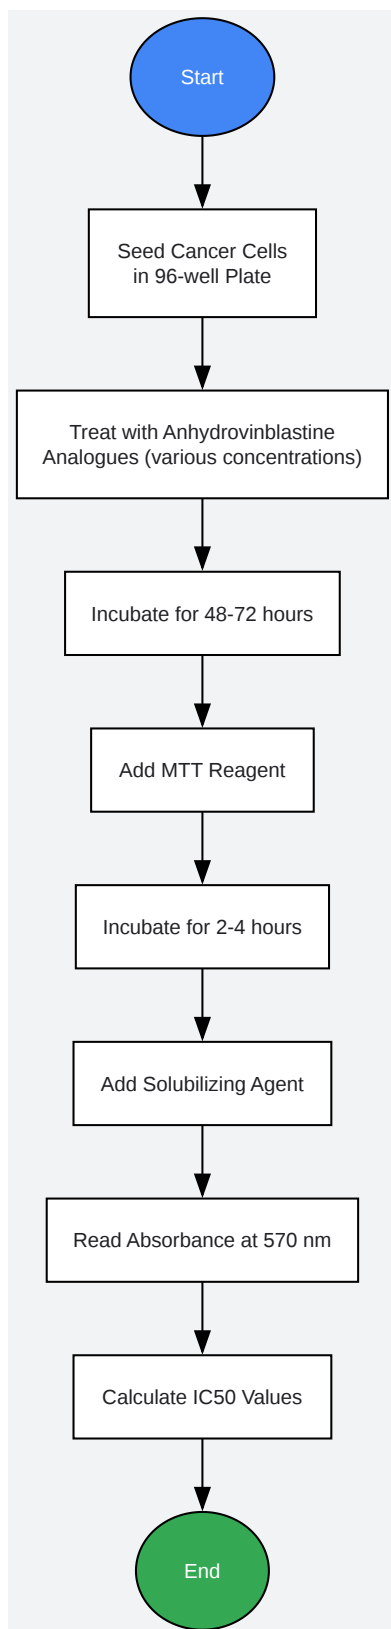 Start
Seed Cancer Cells
in 96-well Plate
Treat with Anhydrovinblastine
Analogues (various concentrations)
Incubate for 48-72 hours
Add MTT Reagent
Incubate for 2-4 hours
Add Solubilizing Agent
Read Absorbance at 570 nm
Calculate IC50 Values
End